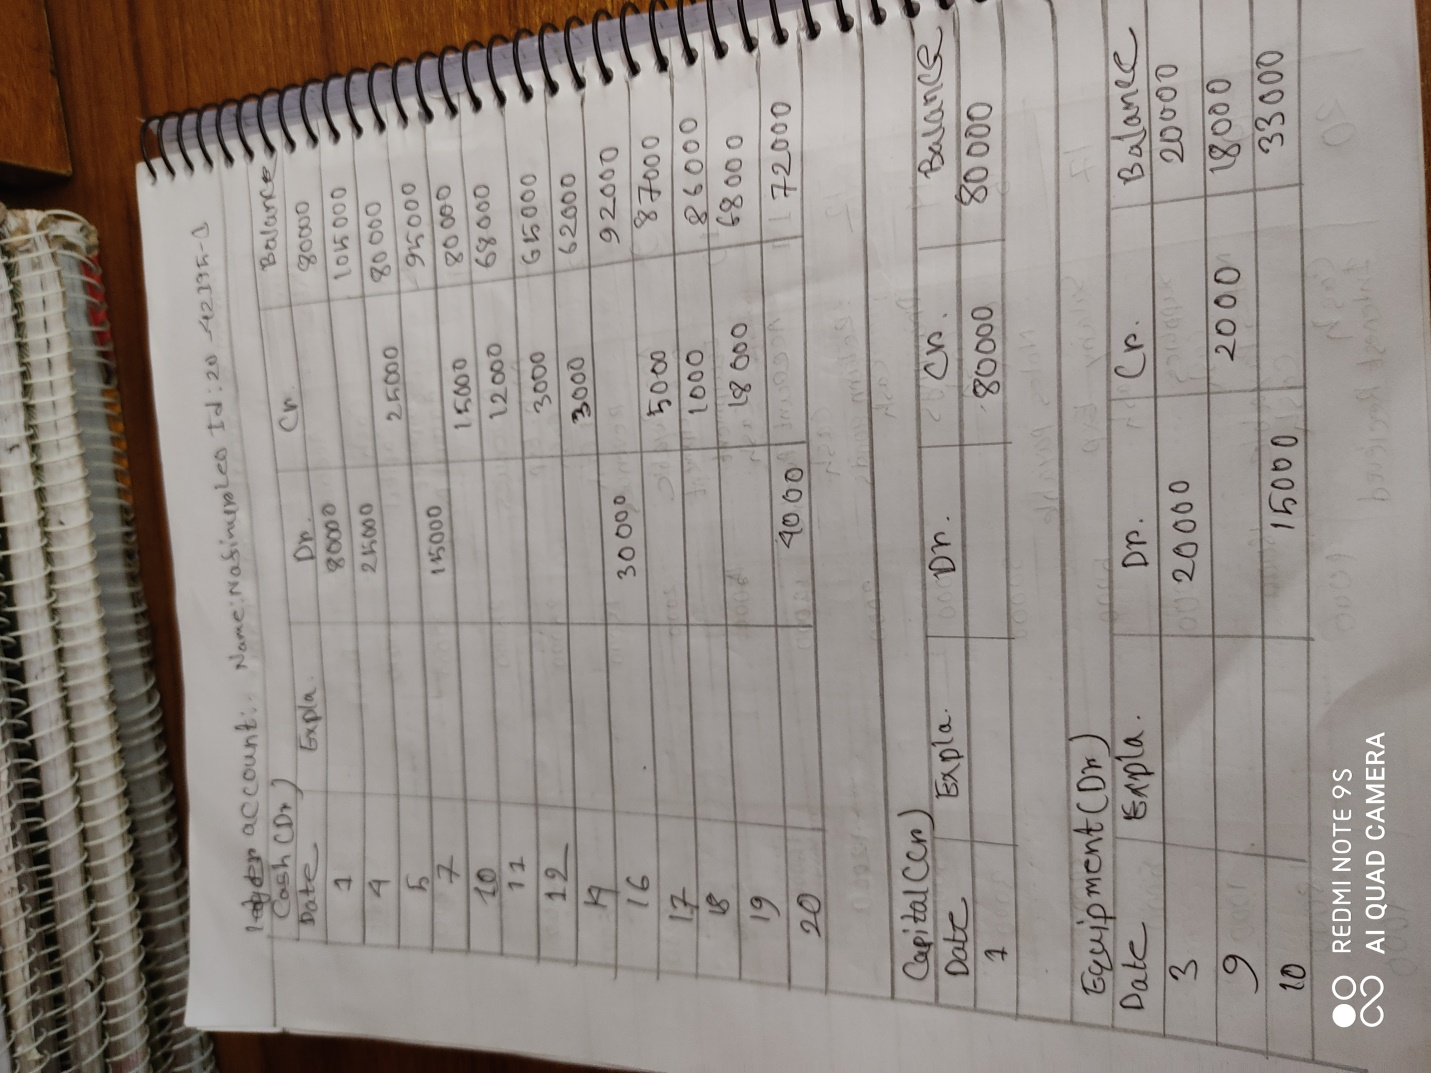 ledger account: Name: Nasimul Id: 20-42195-1
Cash (Dr)
Date Expla. Dr. Cr. Balance
1 80000 80000
4 25000 105000
5 25000 80000
7 15000 95000
10 15000 80000
11 12000 68000
12 3000 65000
14 3000 62000
16 30000 92000
17 5000 87000
18 1000 86000
19 18000 68000
20 4000 72000
Capital (cr)
Date Expla. Dr. Cr. Balance
1 80000 80000
Equipment (Dr)
Date Expla. Dr. Cr. Balance
3 20000 20000
9 2000 18000
10 15000 33000
REDMI NOTE 9S
AI QUAD CAMERA